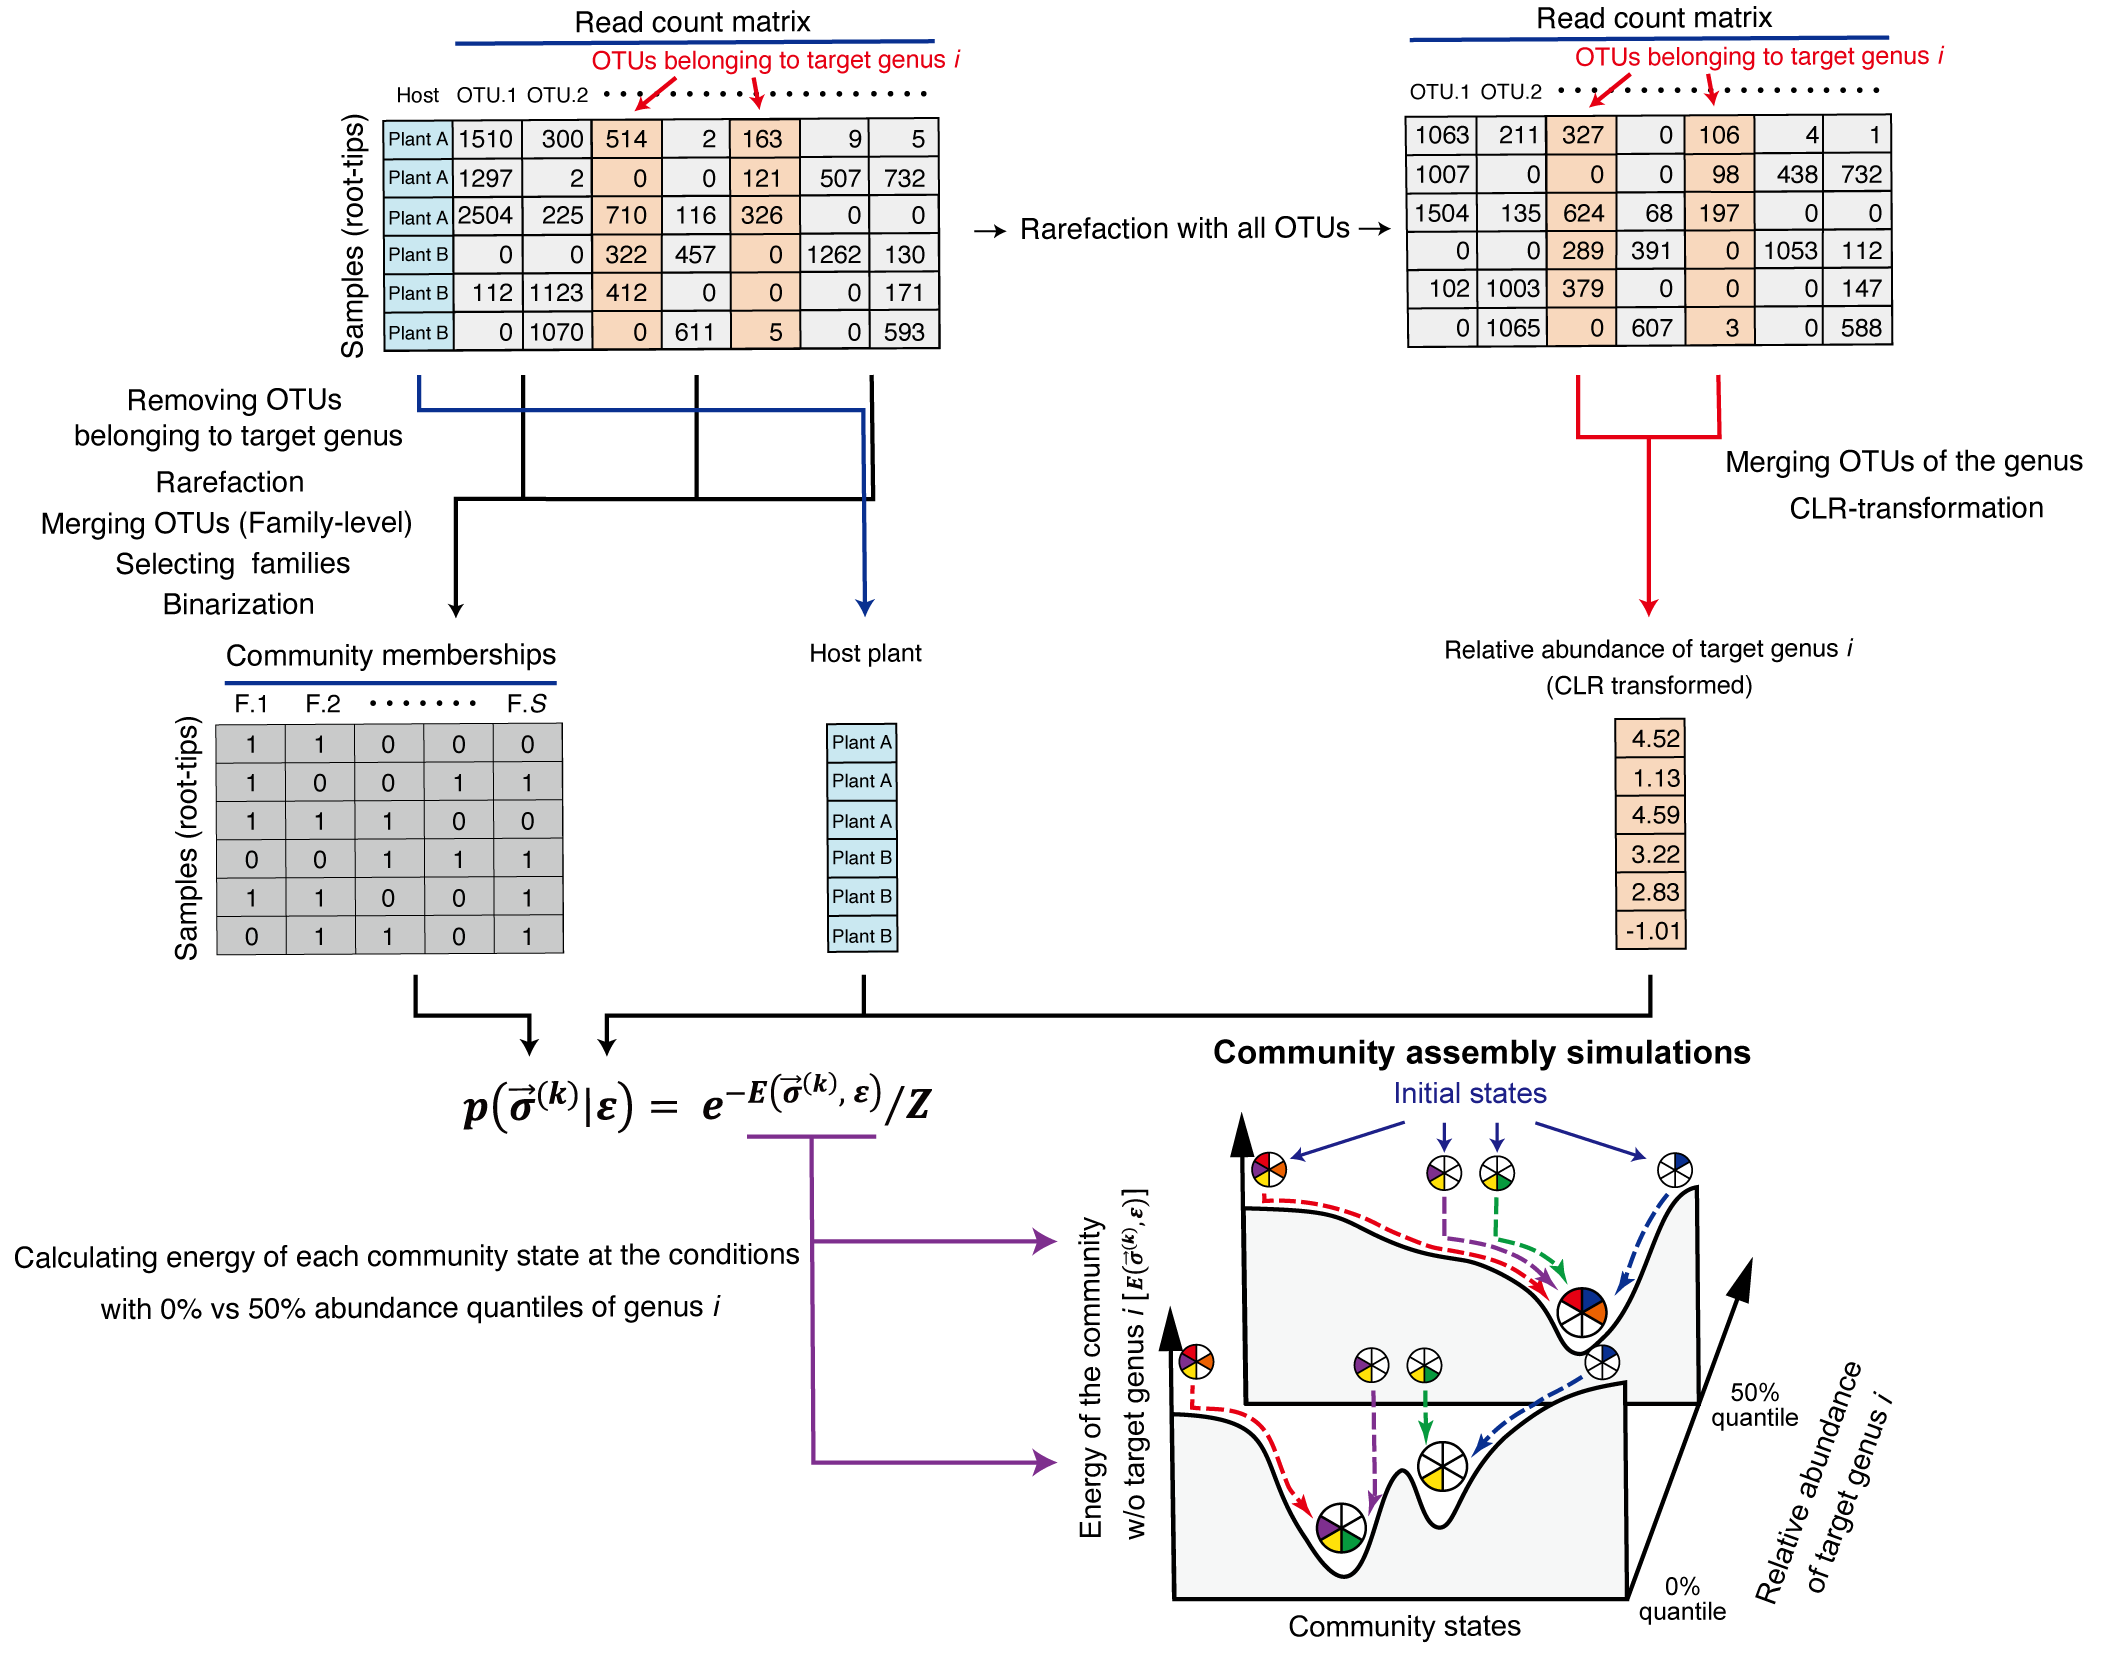 Read count matrix
OTUs belonging to target genus i
Host OTU.1 OTU.2 · · · · · · · · · · · · · · · · · · · ·
Samples (root-tips)
Plant A 1510 300 514 2 163 9 5
Plant A 1297 2 0 0 121 507 732
Plant A 2504 225 710 116 326 0 0
Plant B 0 0 322 457 0 1262 130
Plant B 112 1123 412 0 0 0 171
Plant B 0 1070 0 611 5 0 593
→ Rarefaction with all OTUs →
Read count matrix
OTUs belonging to target genus i
OTU.1 OTU.2 · · · · · · · · · · · · · · · · · · · ·
1063 211 327 0 106 4 1
1007 0 0 0 98 438 732
1504 135 624 68 197 0 0
0 0 289 391 0 1053 112
102 1003 379 0 0 0 147
0 1065 0 607 3 0 588
Removing OTUs
belonging to target genus
Rarefaction
Merging OTUs (Family-level)
Selecting families
Binarization
Merging OTUs of the genus
CLR-transformation
Community memberships
F.1 F.2 · · · · · · · F.S
Samples (root-tips)
1 1 0 0 0
1 0 0 1 1
1 1 1 0 0
0 0 1 1 1
1 1 0 0 1
0 1 1 0 1
Host plant
Plant A
Plant A
Plant A
Plant B
Plant B
Plant B
Relative abundance of target genus i
(CLR transformed)
4.52
1.13
4.59
3.22
2.83
-1.01
p(σ⃗⁽ᵏ⁾|ε) = e^−E(σ⃗⁽ᵏ⁾, ε)/Z
Calculating energy of each community state at the conditions
with 0% vs 50% abundance quantiles of genus i
Community assembly simulations
Initial states
Energy of the community
w/o target genus i [E(σ⃗⁽ᵏ⁾, ε)]
50%
quantile
0%
quantile
Relative abundance
of target genus i
Community states